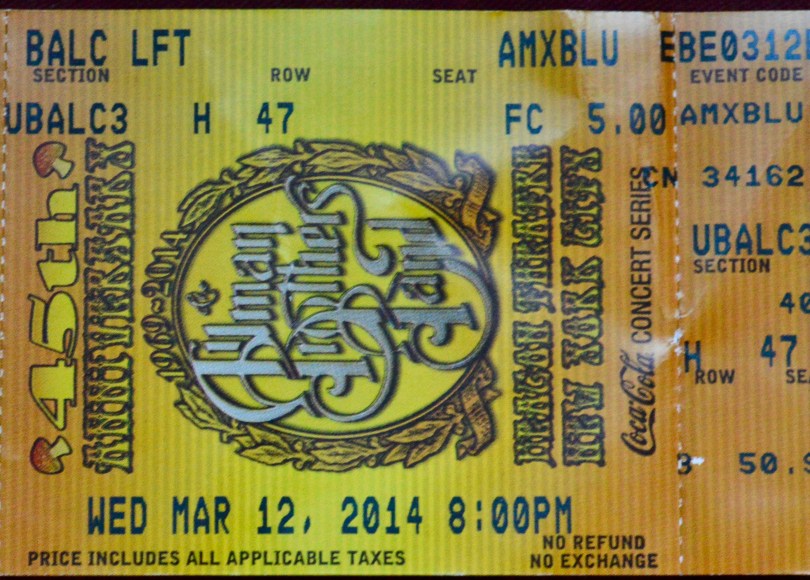 BALC LFT AMXBLU EBE0312
SECTION ROW SEAT EVENT CODE
UBALC3 H 47 FC 5.00 AMXBLU
CN 34162
UBALC3
SECTION
H 47
ROW
50.
45th
ANNIVERSARY
1969~2014
The Allman
Brothers
Band
BEACON THEATRE
NEW YORK CITY
Coca-Cola CONCERT SERIES
WED MAR 12, 2014 8:00PM
NO REFUND
PRICE INCLUDES ALL APPLICABLE TAXES NO EXCHANGE